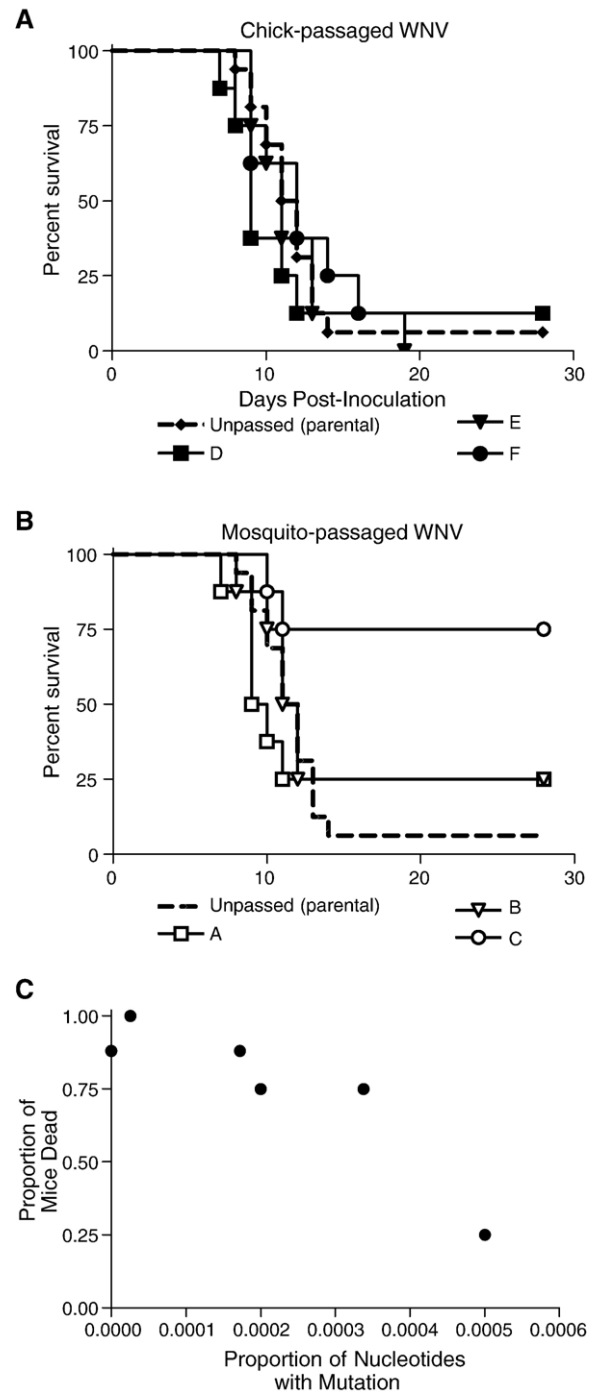 A
Chick-passaged WNV
Percent survival
100
75
50
25
0
0 10 20 30
Days Post-Inoculation
Unpassed (parental)
E
D
F
B
Mosquito-passaged WNV
Percent survival
100
75
50
25
0
0 10 20 30
Unpassed (parental)
B
A
C
C
Proportion of
Mice Dead
1.00
0.75
0.50
0.25
0.00
0.0000 0.0001 0.0002 0.0003 0.0004 0.0005 0.0006
Proportion of Nucleotides
with Mutation